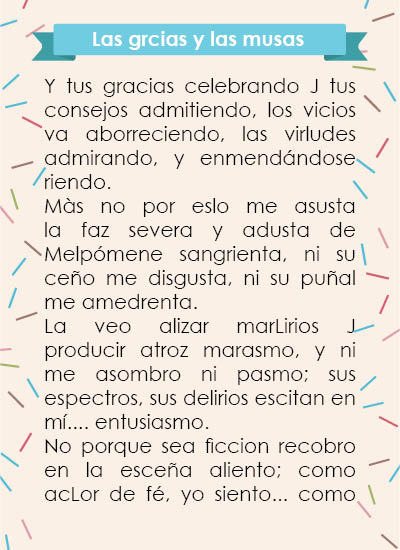 Las grcias y las musas
Y tus gracias celebrando J tus
consejos admitiendo, los vicios
va aborreciendo, las virludes
admirando, y enmendándose
riendo.
Màs no por eslo me asusta
la faz severa y adusta de
Melpómene sangrienta, ni su
ceño me disgusta, ni su puñal
me amedrenta.
La veo alizar marLirios J
producir atroz marasmo, y ni
me asombro ni pasmo; sus
espectros, sus delirios escitan en
mí.... entusiasmo.
No porque sea ficcion recobro
en la esceña aliento; como
acLor de fé, yo siento... como